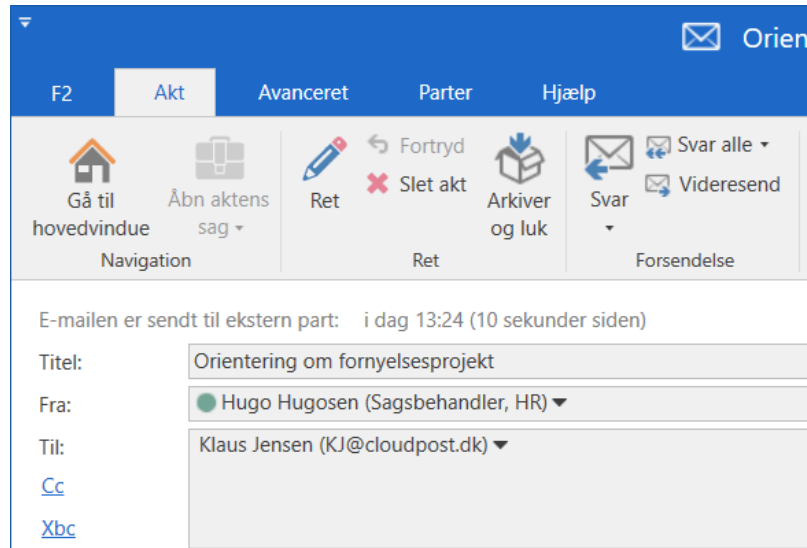 Orien
F2 Akt Avanceret Parter Hjælp
Gå til hovedvindue
Åbn aktens sag
Ret
Fortryd
Slet akt
Arkiver og luk
Svar
Svar alle
Videresend
Navigation Ret Forsendelse
E-mailen er sendt til ekstern part: i dag 13:24 (10 sekunder siden)
Titel: Orientering om fornyelsesprojekt
Fra: Hugo Hugosen (Sagsbehandler, HR)
Til: Klaus Jensen (KJ@cloudpost.dk)
Cc
Xbc